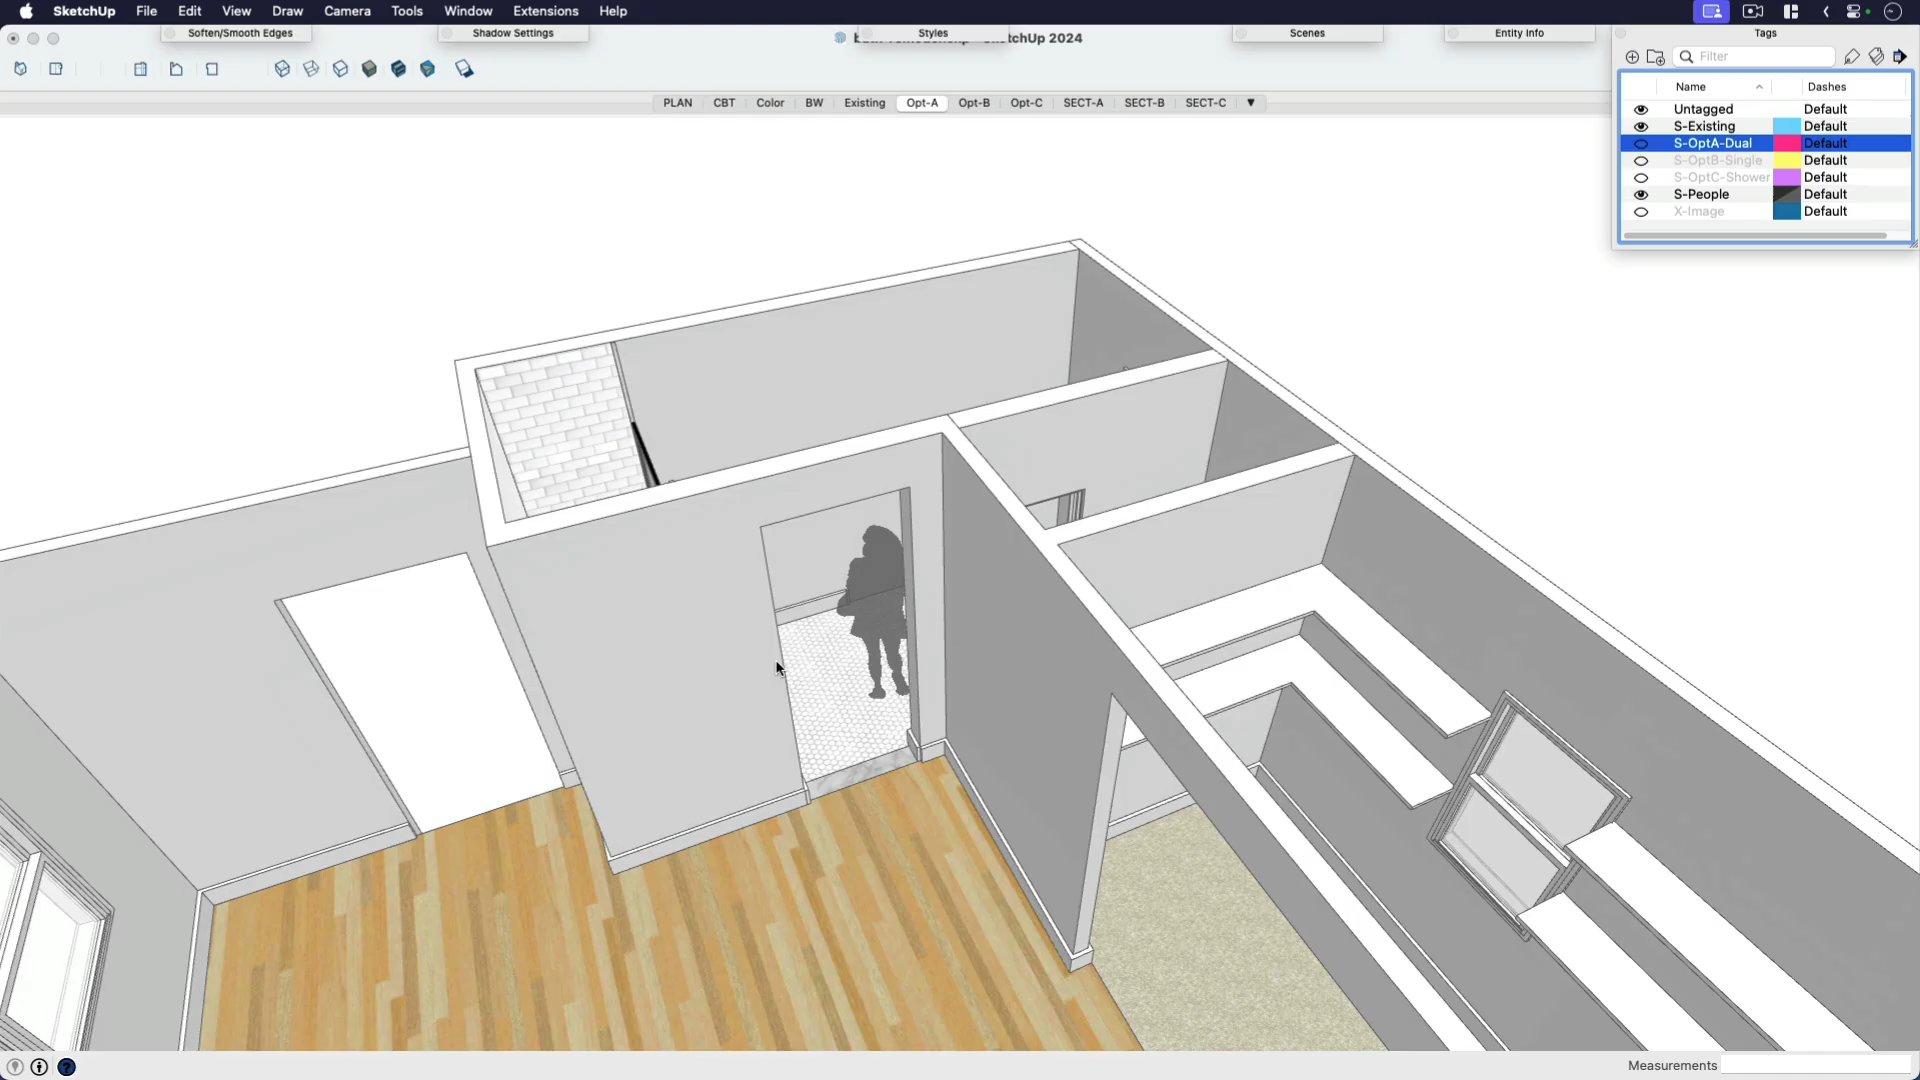 SketchUp File Edit View Draw Camera Tools Window Extensions Help
Soften/Smooth Edges Shadow Settings Styles Scenes Entity Info Tags
SketchUp 2024
Filter
PLAN CBT Color BW Existing Opt-A Opt-B Opt-C SECT-A SECT-B SECT-C
Name Dashes
Untagged Default
S-Existing Default
S-OptA-Dual Default
S-OptB-Single Default
S-OptC-Shower Default
S-People Default
X-Image Default
Measurements